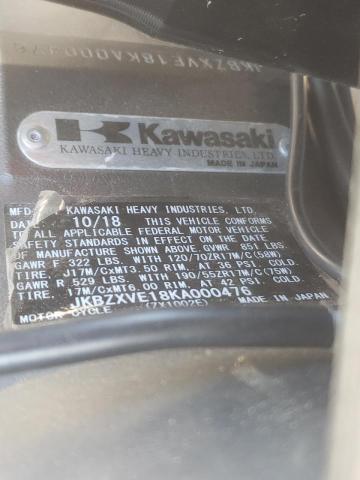 JKBZXVE18KA000476
Kawasaki
KAWASAKI HEAVY INDUSTRIES, LTD.
MADE IN JAPAN
MFD. KAWASAKI HEAVY INDUSTRIES, LTD.
DATE 10/18 THIS VEHICLE CONFORMS
TO ALL APPLICABLE FEDERAL MOTOR VEHICLE
SAFETY STANDARDS IN EFFECT ON THE DATE
OF MANUFACTURE SHOWN ABOVE. GVWR 851 LBS
GAWR F 322 LBS. WITH 120/70ZR17M/C(58W)
TIRE, J17M/CxMT3.50 RIM, AT 36 PSI COLD.
GAWR R 529 LBS. WITH 190/55ZR17M/C(75W)
TIRE, 17M/CxMT6.00 RIM, AT 42 PSI COLD.
JKBZXVE18KA000476
MOTOR CYCLE (ZX1002E) MADE IN JAPAN